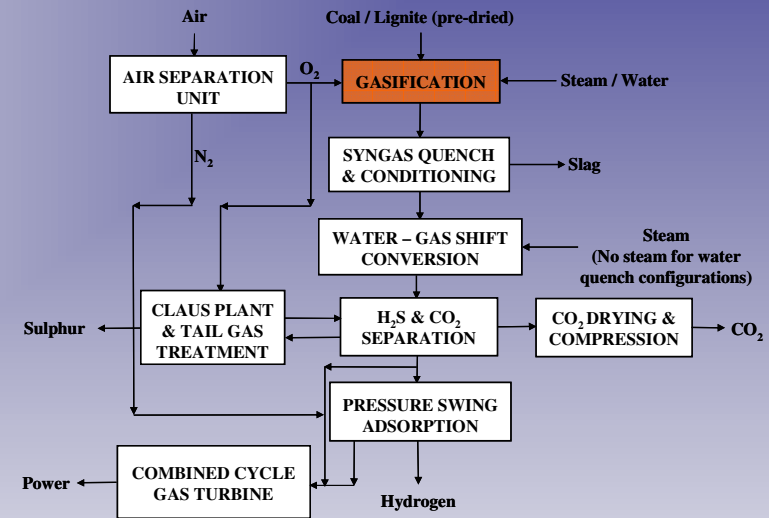 Air
Coal / Lignite (pre-dried)
AIR SEPARATION
UNIT
O₂
GASIFICATION
Steam / Water
N₂
SYNGAS QUENCH
& CONDITIONING
Slag
WATER – GAS SHIFT
CONVERSION
Steam
(No steam for water
quench configurations)
Sulphur
CLAUS PLANT
& TAIL GAS
TREATMENT
H₂S & CO₂
SEPARATION
CO₂ DRYING &
COMPRESSION
CO₂
PRESSURE SWING
ADSORPTION
Power
COMBINED CYCLE
GAS TURBINE
Hydrogen